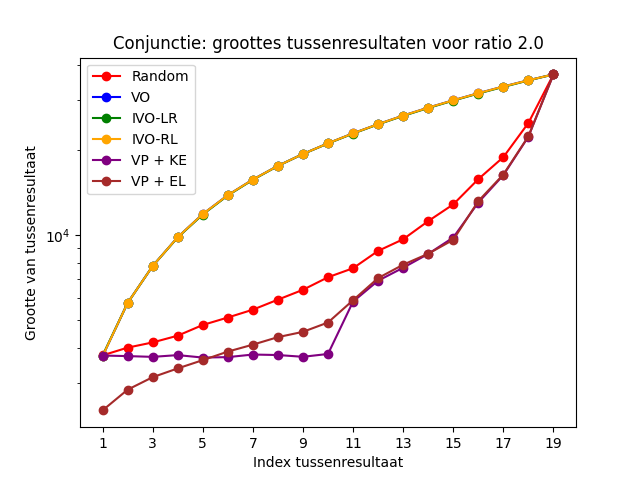 Conjunctie: groottes tussenresultaten voor ratio 2.0
Random
VO
IVO-LR
IVO-RL
VP + KE
VP + EL
Grootte van tussenresultaat
10⁴
1 3 5 7 9 11 13 15 17 19
Index tussenresultaat